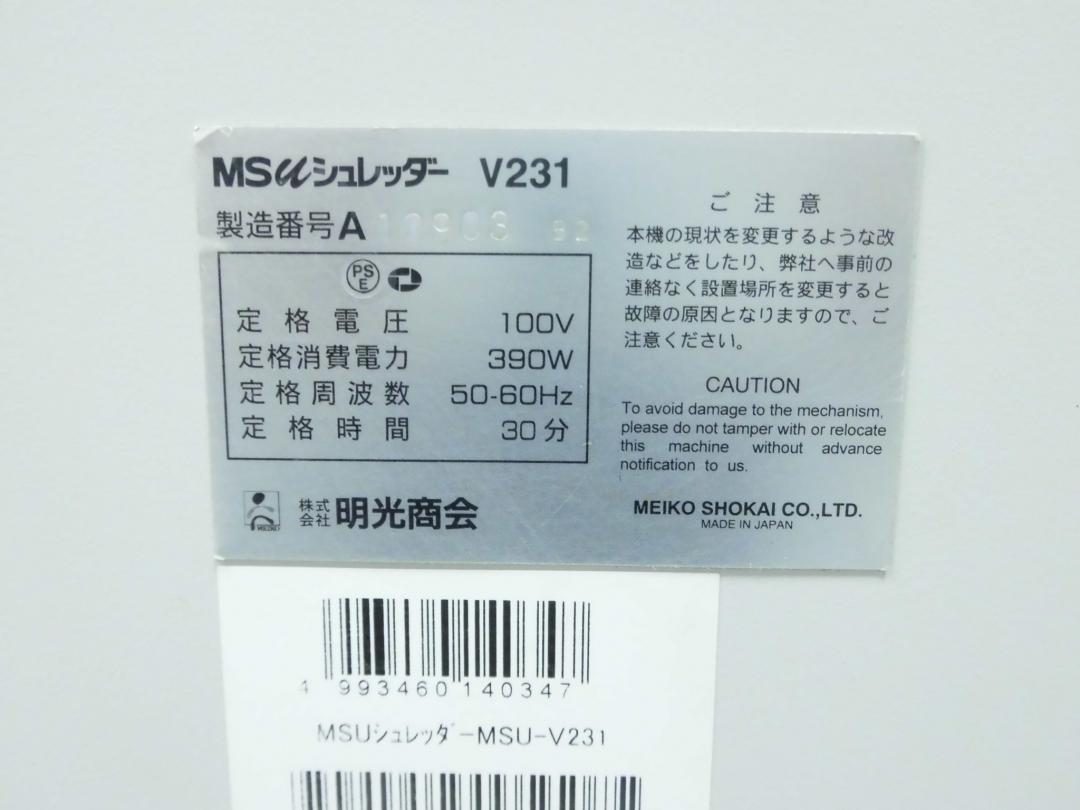 MSuシュレッダー V231
製造番号A
PS
E
定格電圧 100V
定格消費電力 390W
定格周波数 50-60Hz
定格時間 30分
株式
会社 明光商会
ご注意
本機の現状を変更するような改
造などをしたり、弊社へ事前の
連絡なく設置場所を変更すると
故障の原因となりますので、ご
注意ください。
CAUTION
To avoid damage to the mechanism,
please do not tamper with or relocate
this machine without advance
notification to us.
MEIKO SHOKAI CO.,LTD.
MADE IN JAPAN
4 993460 140347
MSUシュレッダｰMSU-V231